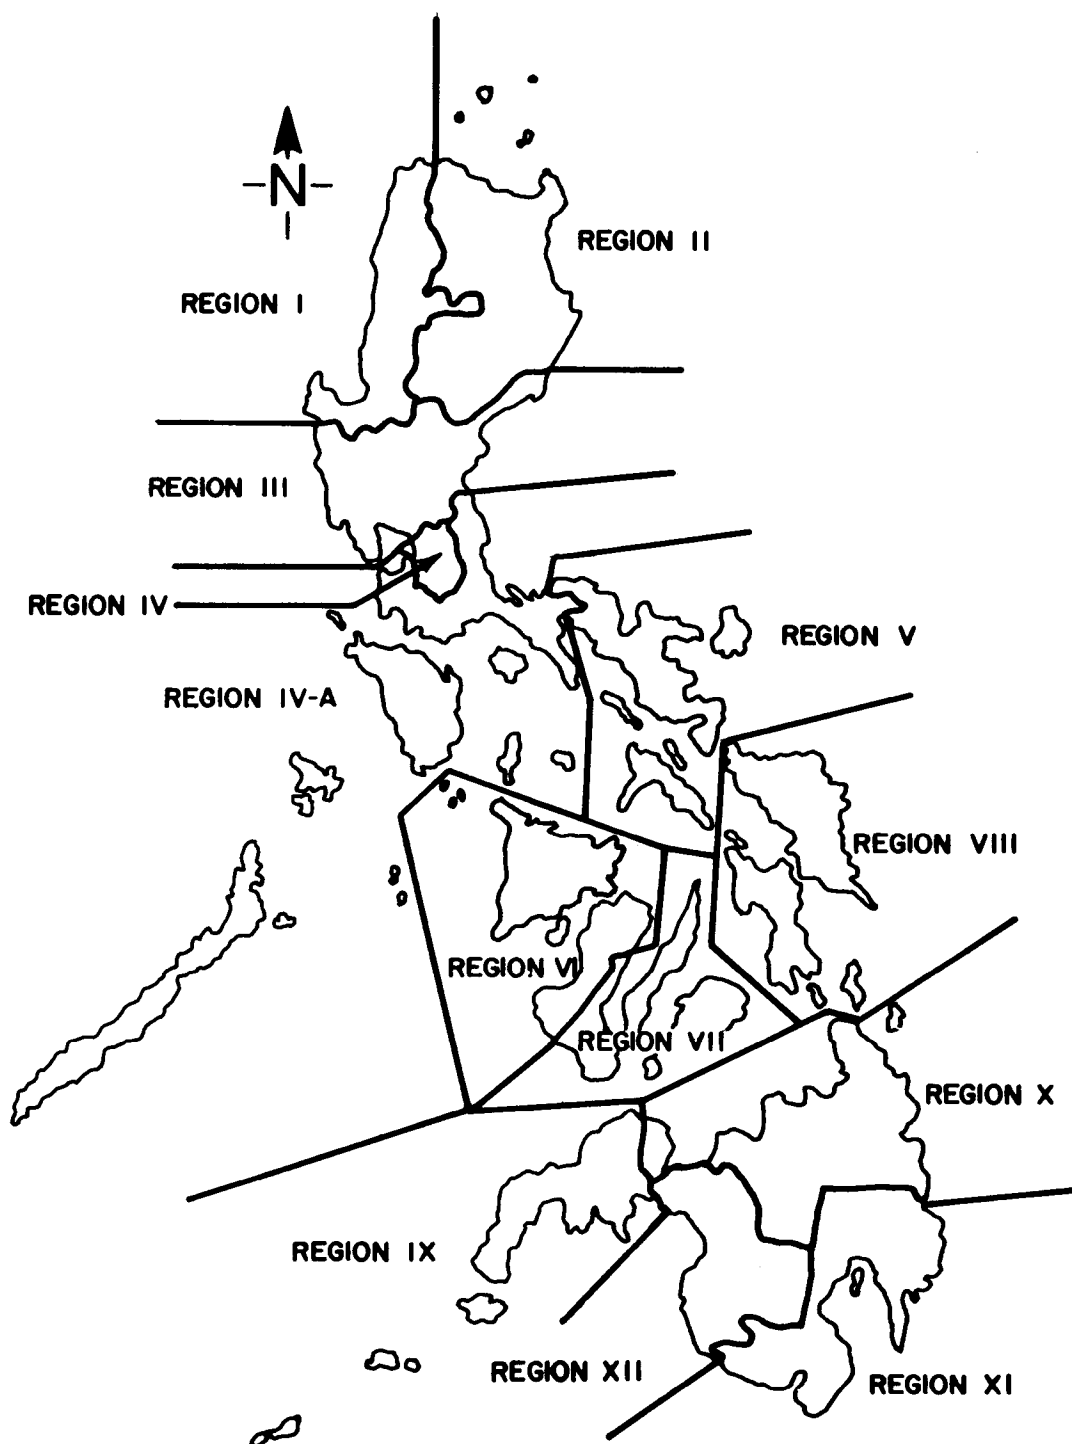 N
REGION II
REGION I
REGION III
REGION IV
REGION V
REGION IV-A
REGION VIII
REGION VI
REGION VII
REGION X
REGION IX
REGION XII
REGION XI